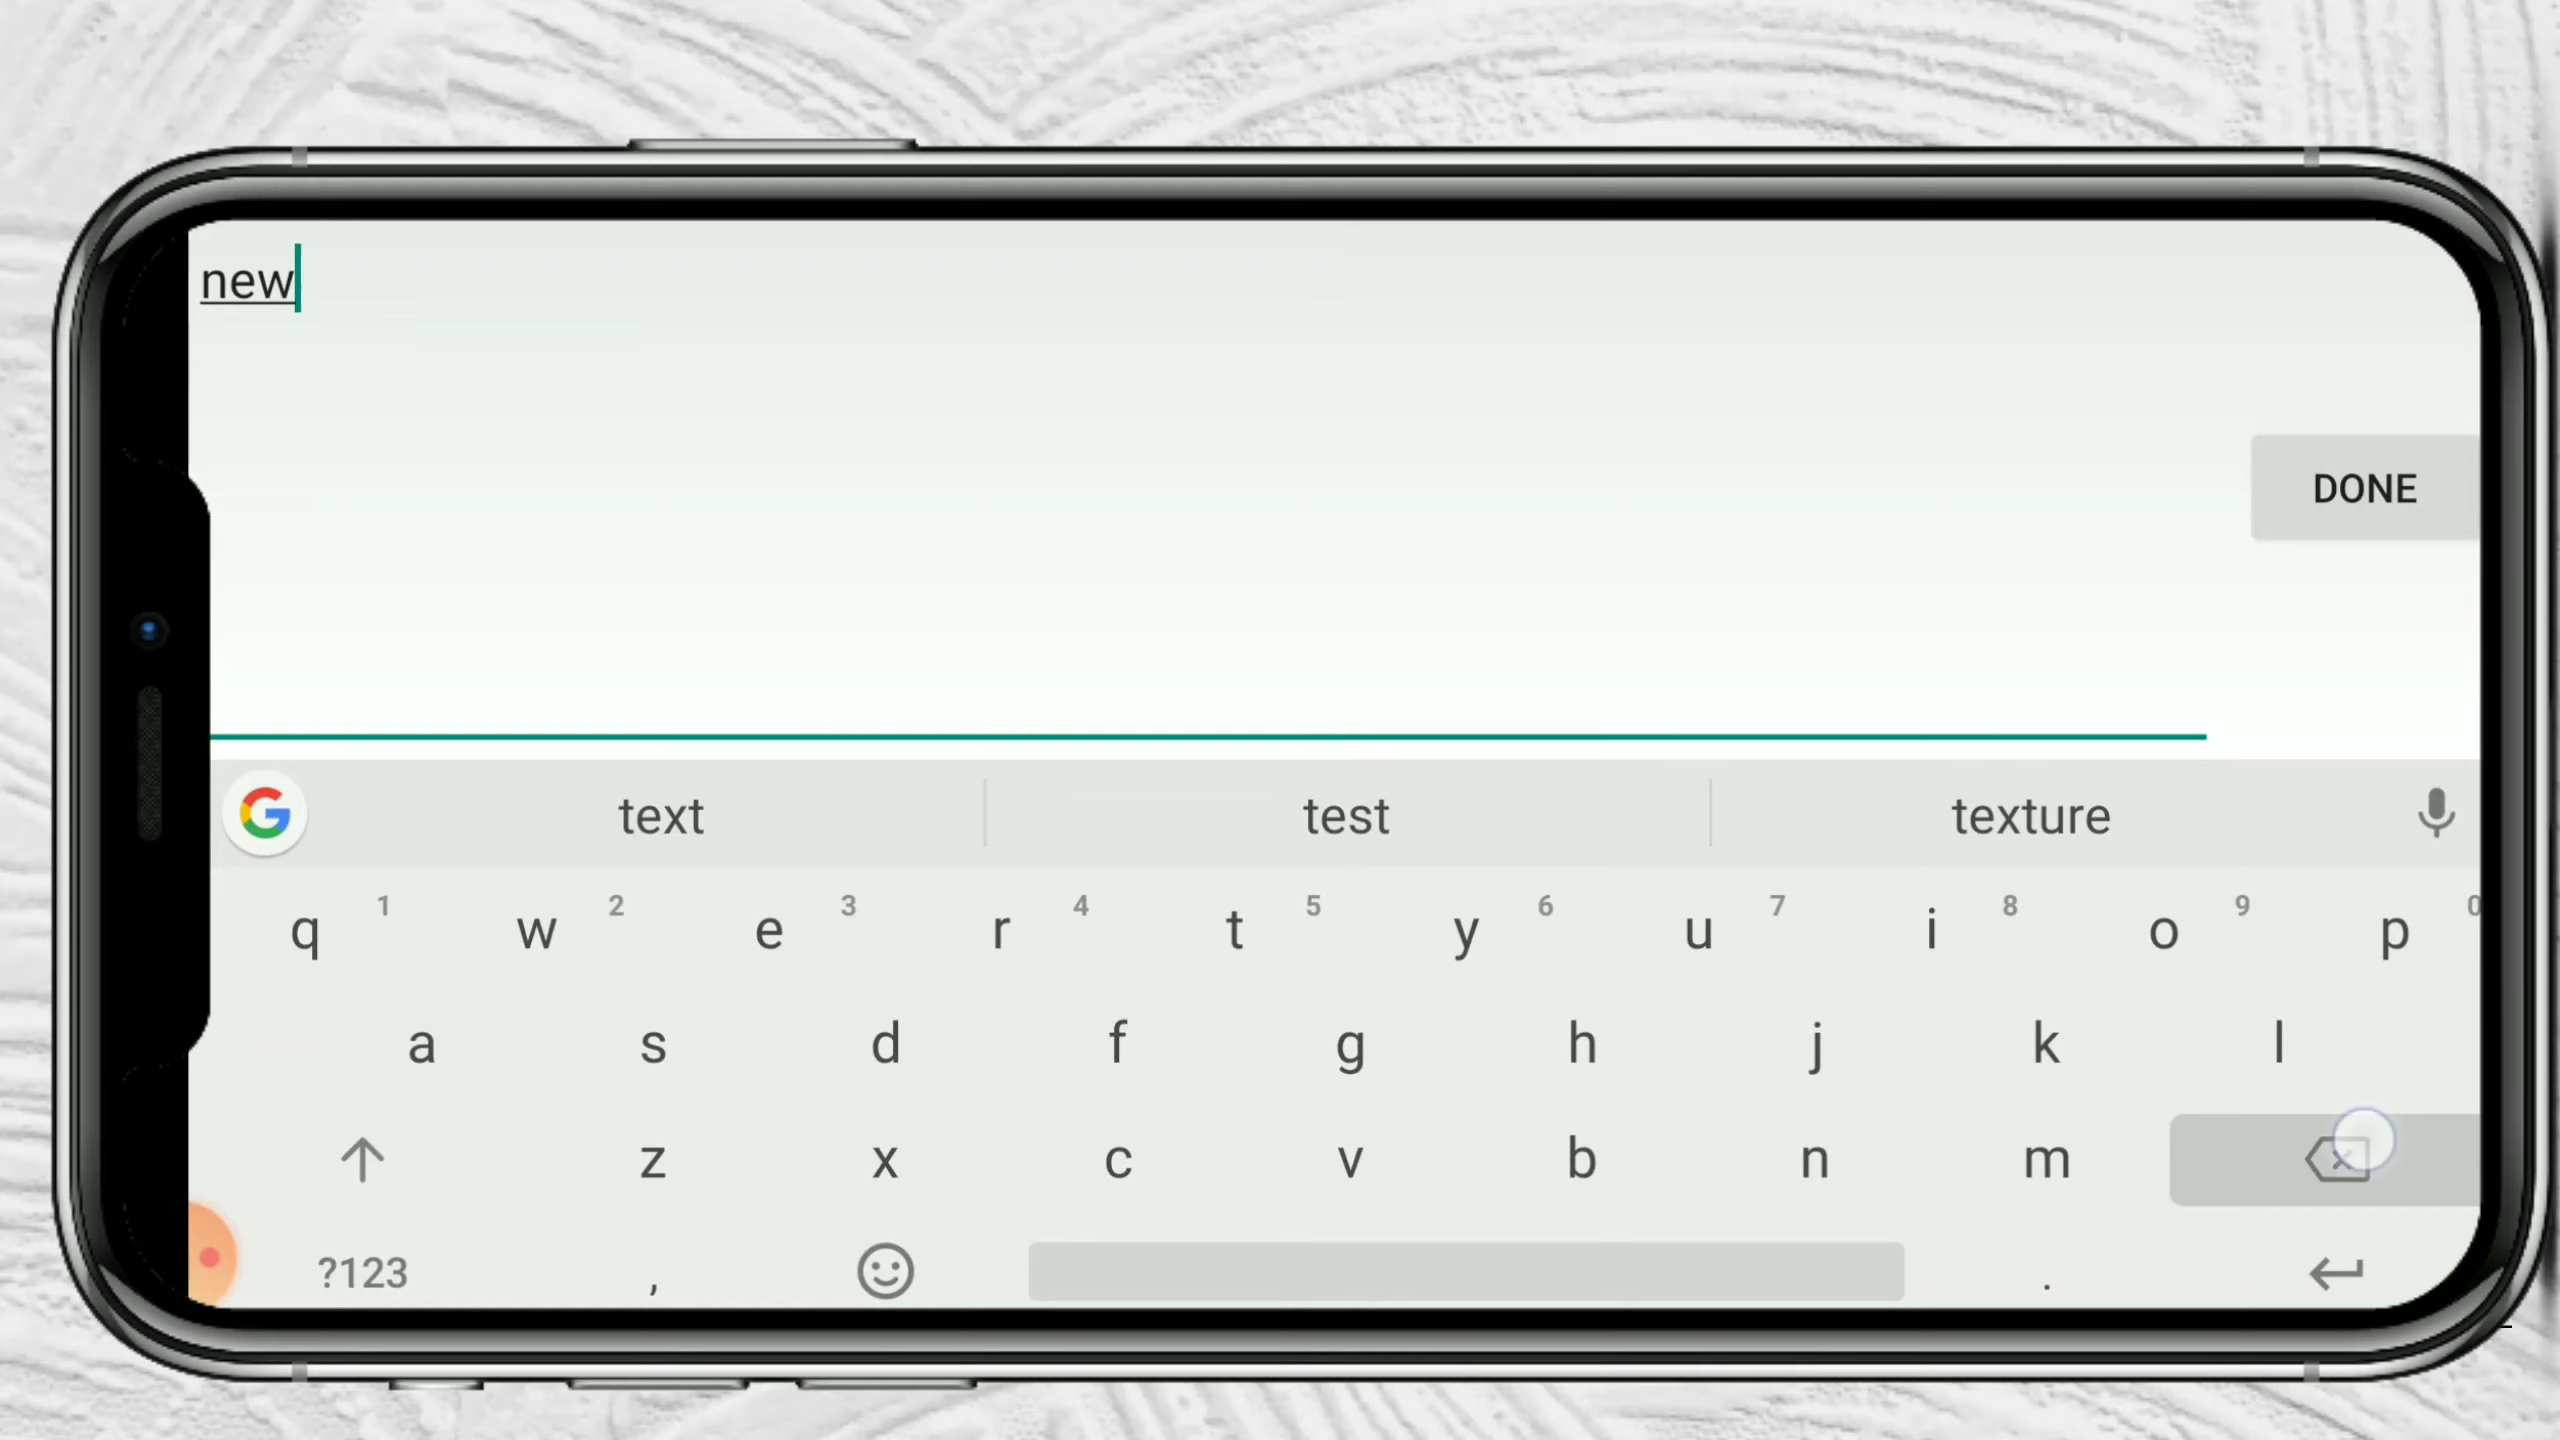 new
DONE
G text test texture
q 1 w 2 e 3 r 4 t 5 y 6 u 7 i 8 o 9 p 0
a s d f g h j k l
z x c v b n m
?123 , .